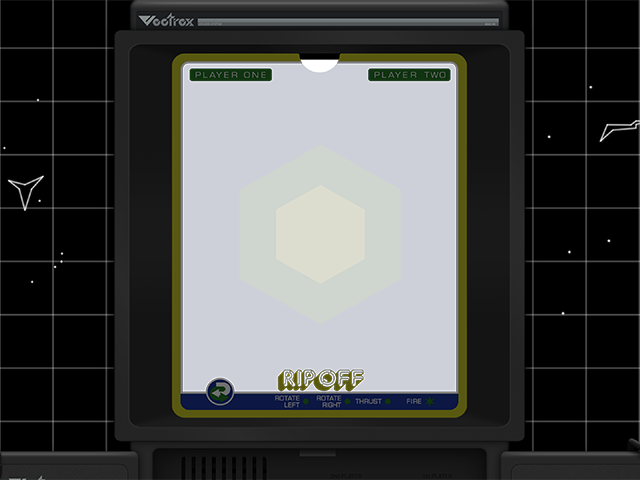 Vectrex
PLAYER ONE
PLAYER TWO
RIPOFF
ROTATE LEFT
ROTATE RIGHT
THRUST
FIRE